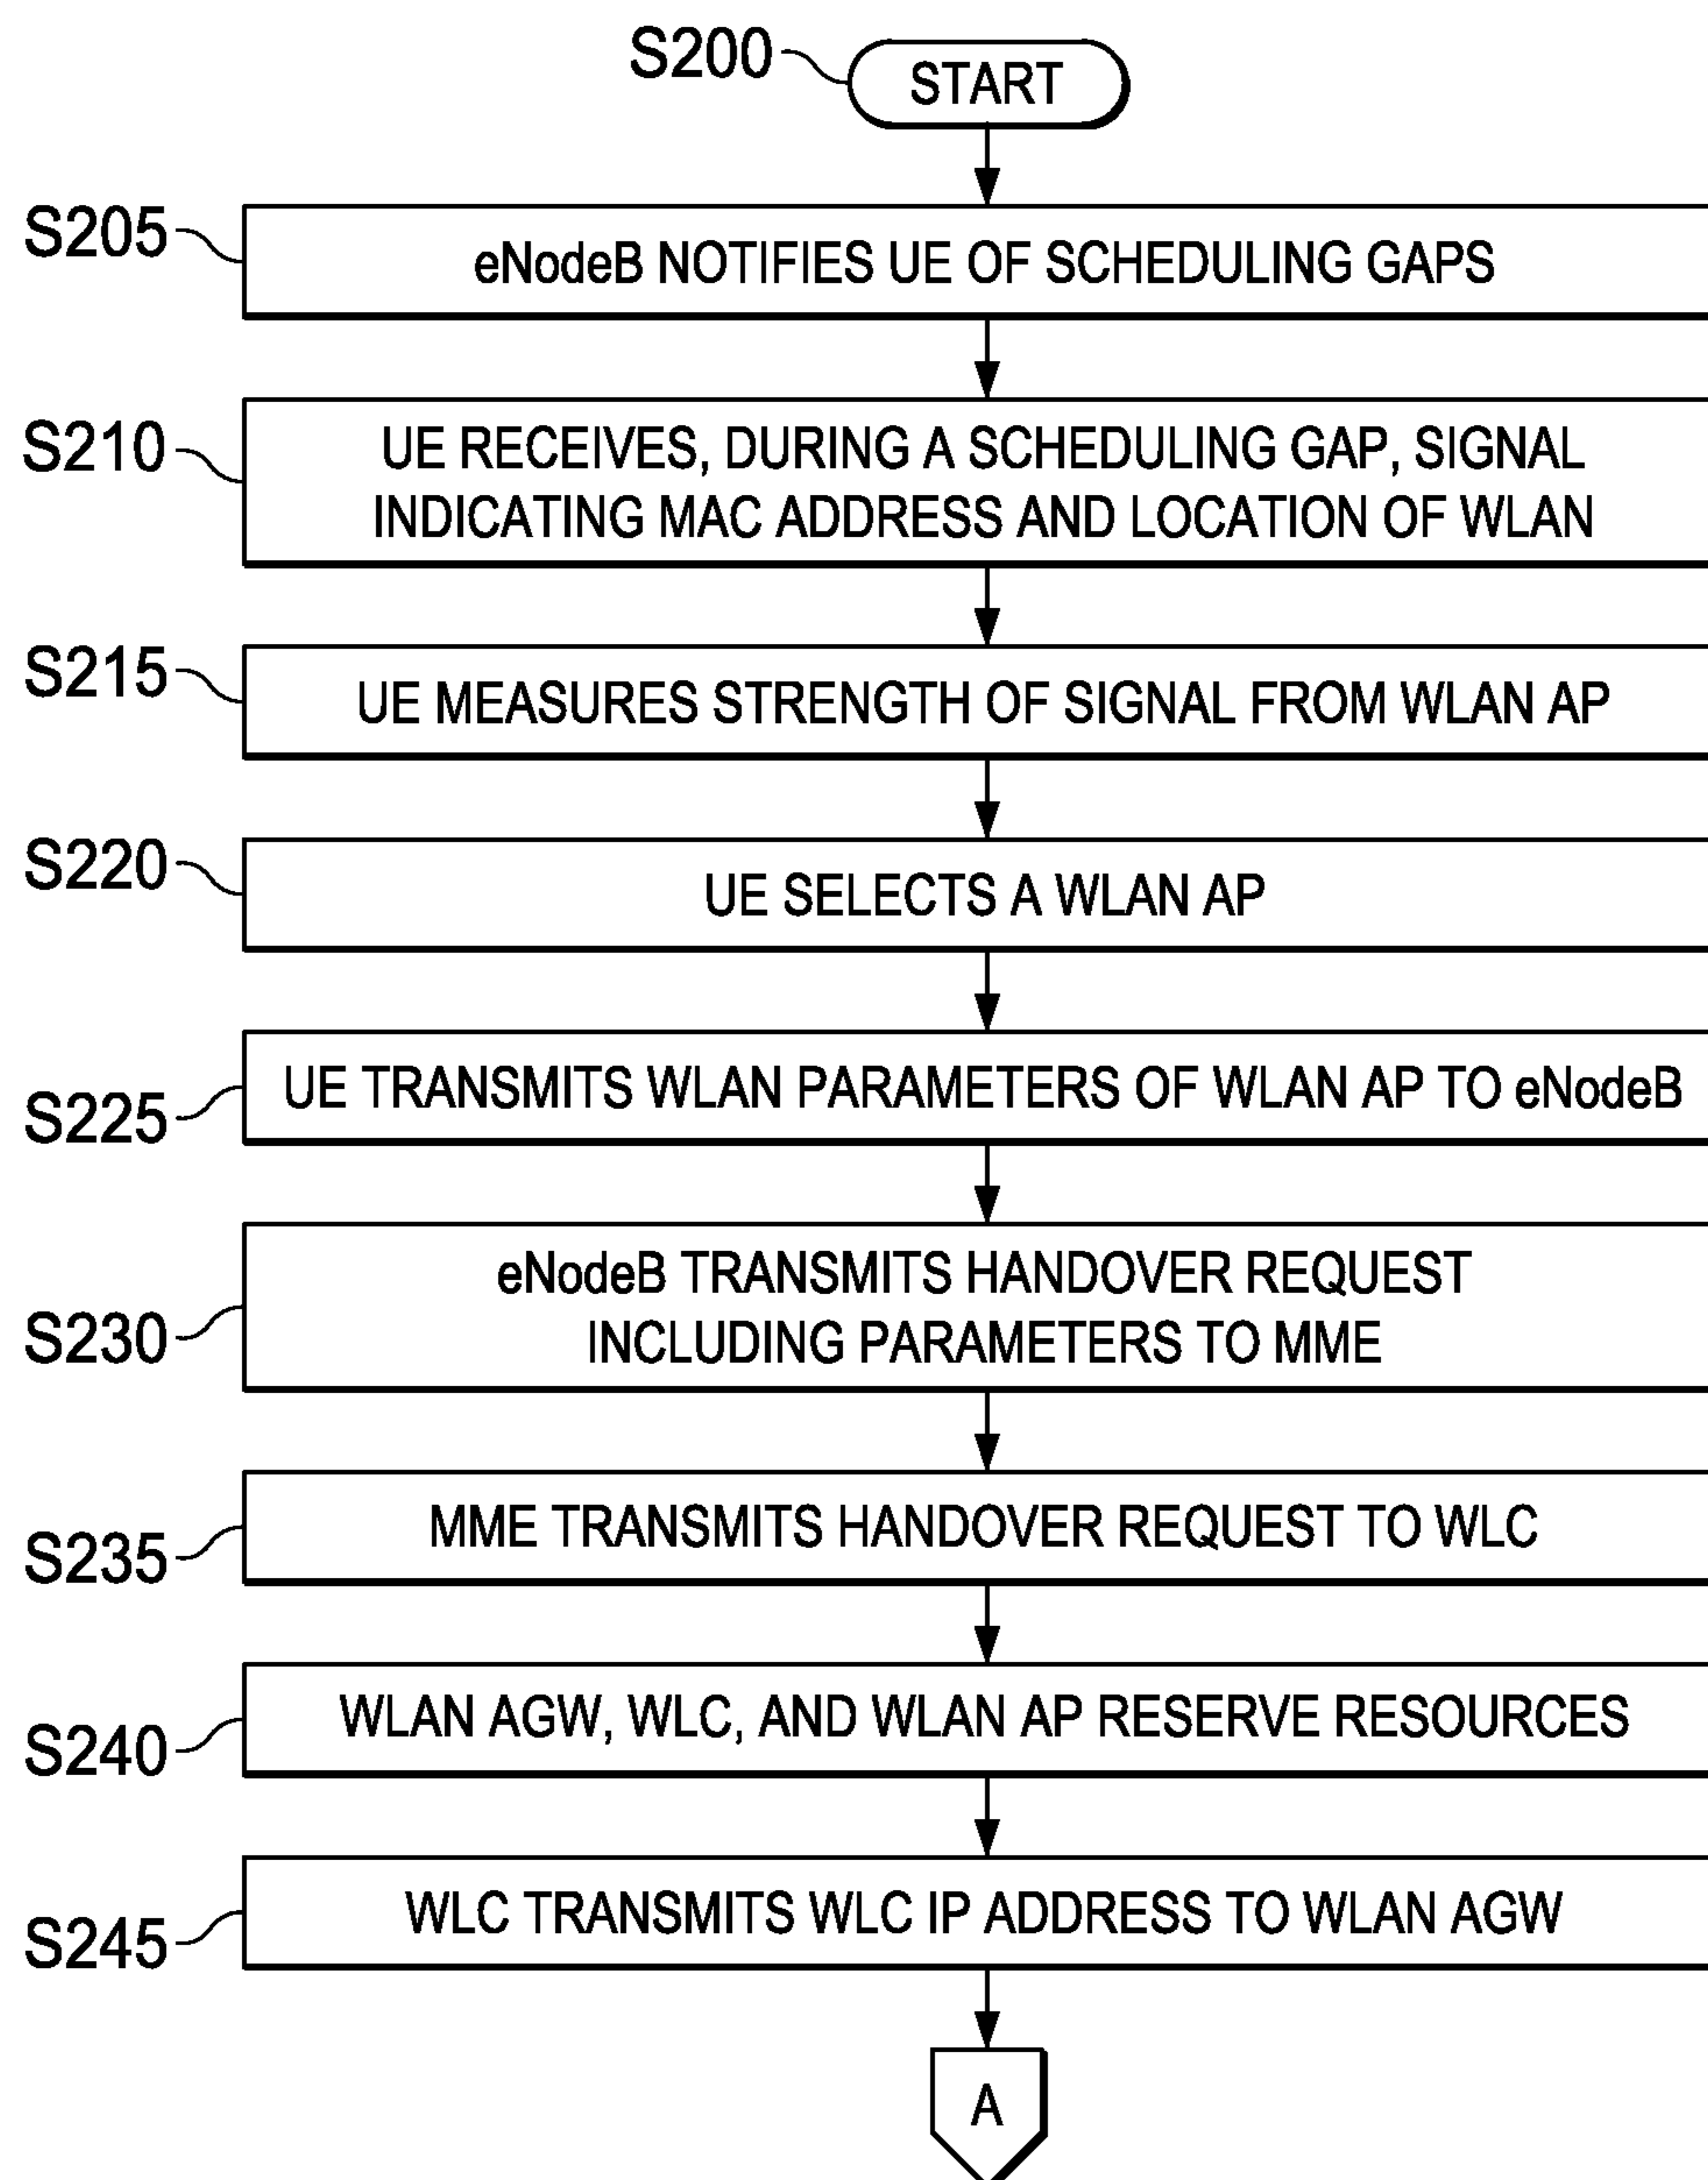 S200
START
S205
eNodeB NOTIFIES UE OF SCHEDULING GAPS
S210
UE RECEIVES, DURING A SCHEDULING GAP, SIGNAL
INDICATING MAC ADDRESS AND LOCATION OF WLAN
S215
UE MEASURES STRENGTH OF SIGNAL FROM WLAN AP
S220
UE SELECTS A WLAN AP
S225
UE TRANSMITS WLAN PARAMETERS OF WLAN AP TO eNodeB
S230
eNodeB TRANSMITS HANDOVER REQUEST
INCLUDING PARAMETERS TO MME
S235
MME TRANSMITS HANDOVER REQUEST TO WLC
S240
WLAN AGW, WLC, AND WLAN AP RESERVE RESOURCES
S245
WLC TRANSMITS WLC IP ADDRESS TO WLAN AGW
A